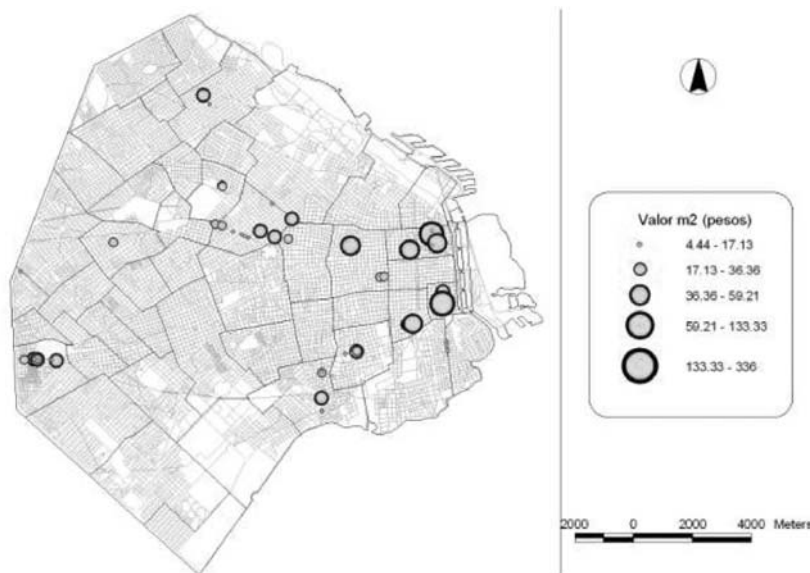 Valor m2 (pesos)
4.44 - 17.13
17.13 - 36.36
36.36 - 59.21
59.21 - 133.33
133.33 - 336
2000 0 2000 4000 Meters